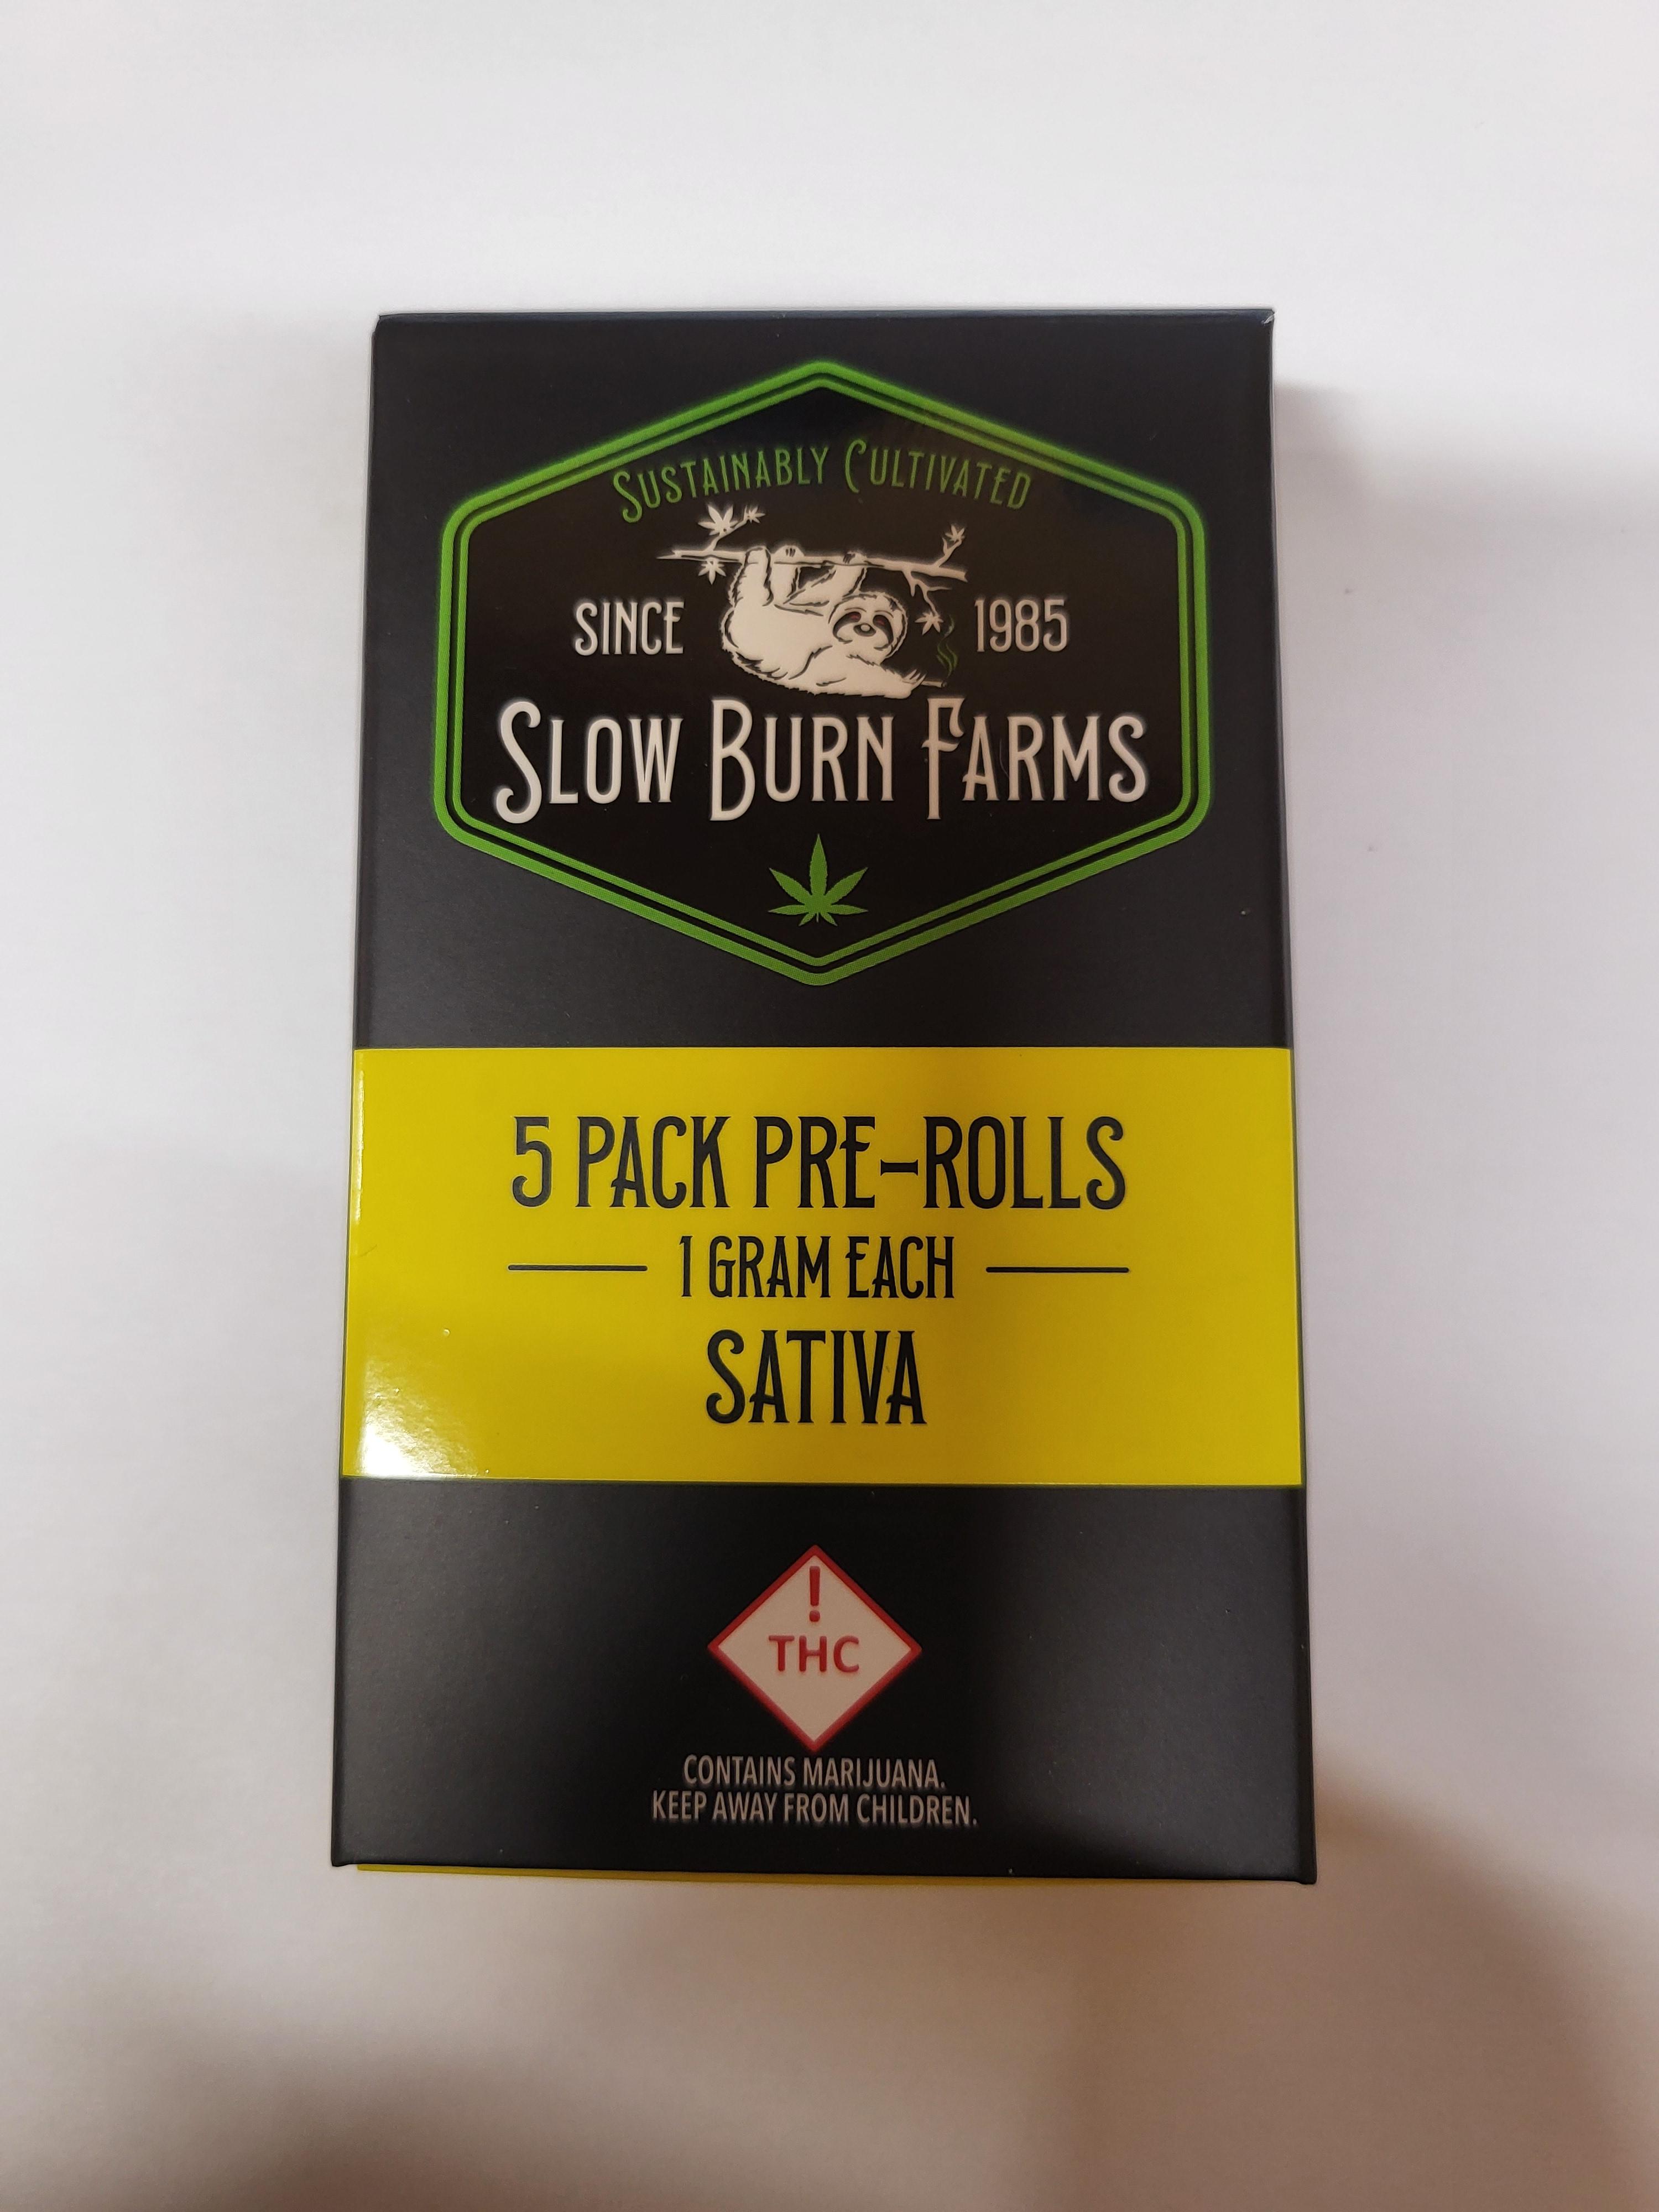 SUSTAINABLY CULTIVATED
SINCE 1985
SLOW BURN FARMS
5 PACK PRE-ROLLS
1 GRAM EACH
SATIVA
!
THC
CONTAINS MARIJUANA.
KEEP AWAY FROM CHILDREN.